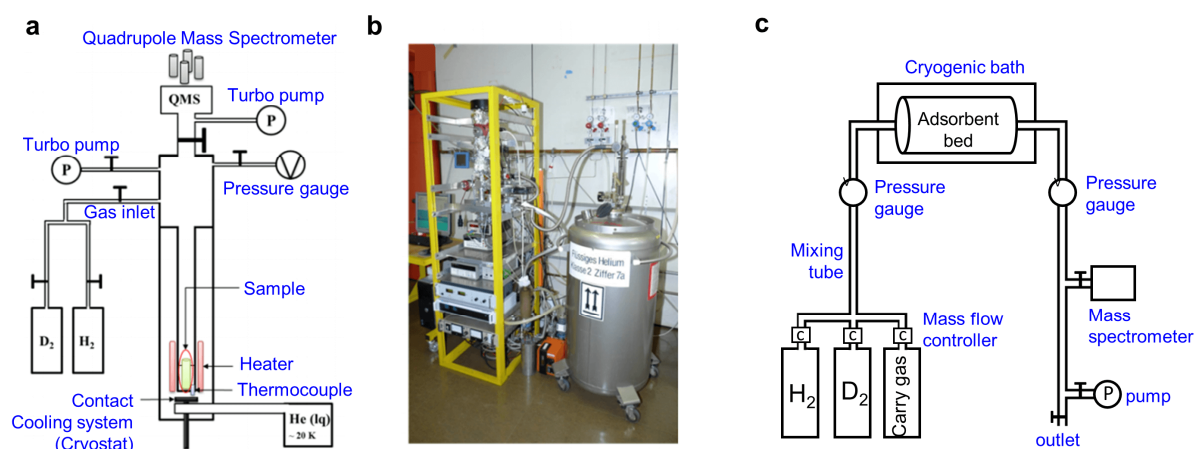 a
Quadrupole Mass Spectrometer
QMS
Turbo pump
P
Turbo pump
P
Pressure gauge
Gas inlet
Sample
D2
H2
Heater
Thermocouple
Contact
Cooling system
(Cryostat)
He (lq)
~ 20 K
b
Flüssiges Helium
Klasse 2 Ziffer 7a
c
Cryogenic bath
Adsorbent
bed
Pressure
gauge
Pressure
gauge
Mixing
tube
Mass flow
controller
C
C
C
H2
D2
Carry gas
Mass
spectrometer
P
pump
outlet